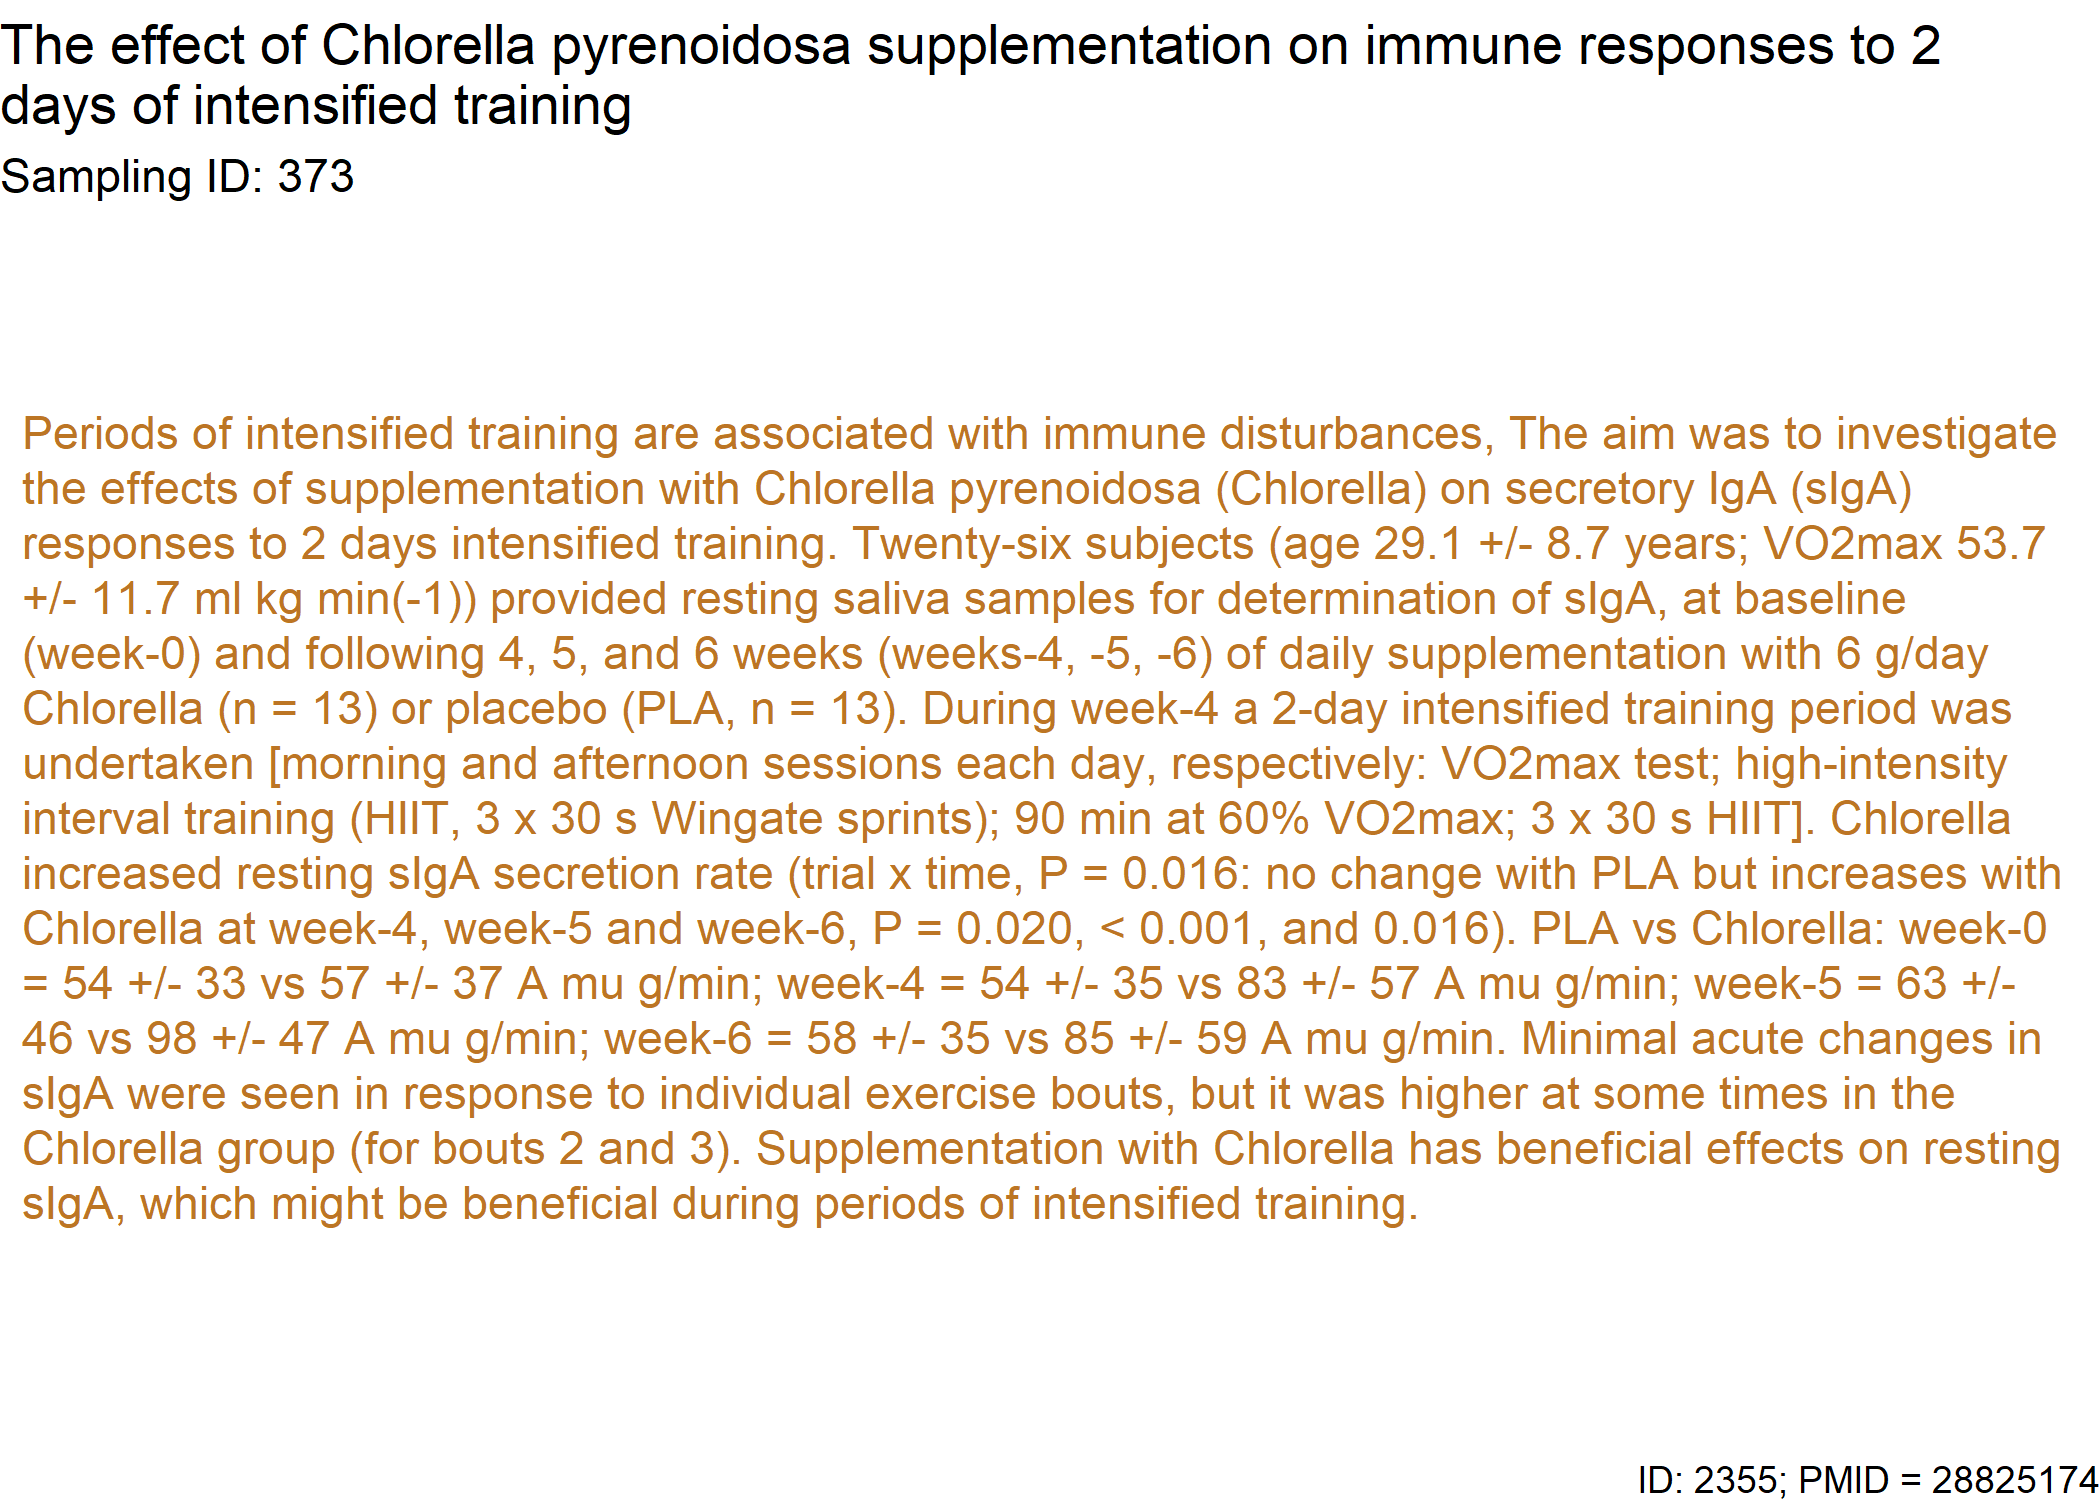 The effect of Chlorella pyrenoidosa supplementation on immune responses to 2
days of intensified training
Sampling ID: 373
Periods of intensified training are associated with immune disturbances, The aim was to investigate
the effects of supplementation with Chlorella pyrenoidosa (Chlorella) on secretory IgA (sIgA)
responses to 2 days intensified training. Twenty-six subjects (age 29.1 +/- 8.7 years; VO2max 53.7
+/- 11.7 ml kg min(-1)) provided resting saliva samples for determination of sIgA, at baseline
(week-0) and following 4, 5, and 6 weeks (weeks-4, -5, -6) of daily supplementation with 6 g/day
Chlorella (n = 13) or placebo (PLA, n = 13). During week-4 a 2-day intensified training period was
undertaken [morning and afternoon sessions each day, respectively: VO2max test; high-intensity
interval training (HIIT, 3 x 30 s Wingate sprints); 90 min at 60% VO2max; 3 x 30 s HIIT]. Chlorella
increased resting sIgA secretion rate (trial x time, P = 0.016: no change with PLA but increases with
Chlorella at week-4, week-5 and week-6, P = 0.020, < 0.001, and 0.016). PLA vs Chlorella: week-0
= 54 +/- 33 vs 57 +/- 37 A mu g/min; week-4 = 54 +/- 35 vs 83 +/- 57 A mu g/min; week-5 = 63 +/-
46 vs 98 +/- 47 A mu g/min; week-6 = 58 +/- 35 vs 85 +/- 59 A mu g/min. Minimal acute changes in
sIgA were seen in response to individual exercise bouts, but it was higher at some times in the
Chlorella group (for bouts 2 and 3). Supplementation with Chlorella has beneficial effects on resting
sIgA, which might be beneficial during periods of intensified training.
ID: 2355; PMID = 28825174